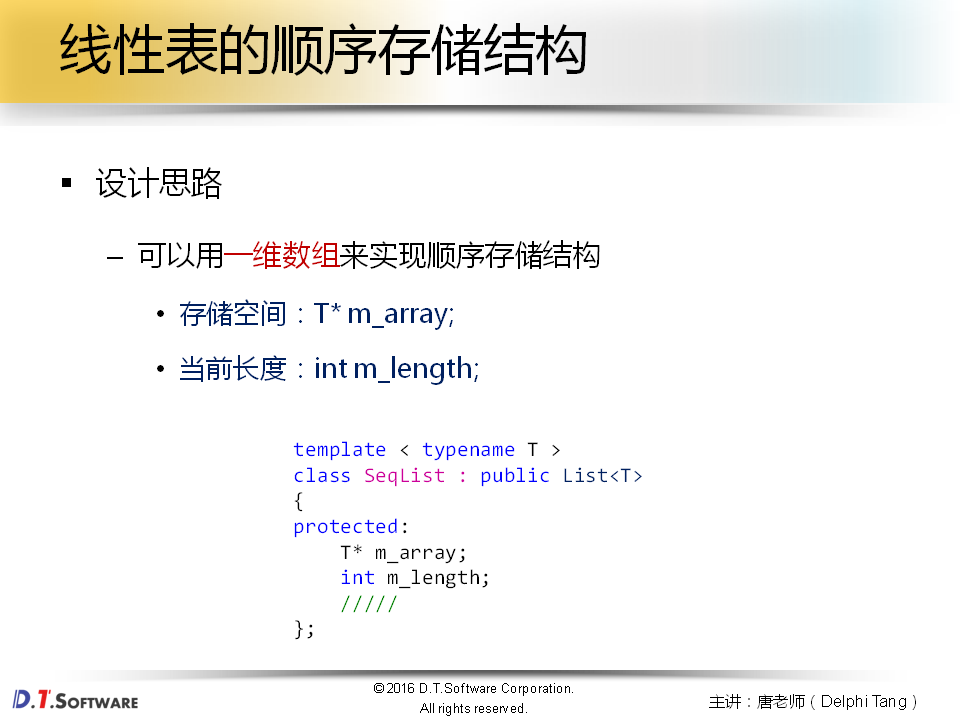 线性表的顺序存储结构
▪ 设计思路
– 可以用一维数组来实现顺序存储结构
• 存储空间：T* m_array;
• 当前长度：int m_length;
template < typename T >
class SeqList : public List<T>
{
protected:
    T* m_array;
    int m_length;
    /////
};
D.T.SOFTWARE
©2016 D.T.Software Corporation.
All rights reserved.
主讲：唐老师（Delphi Tang）